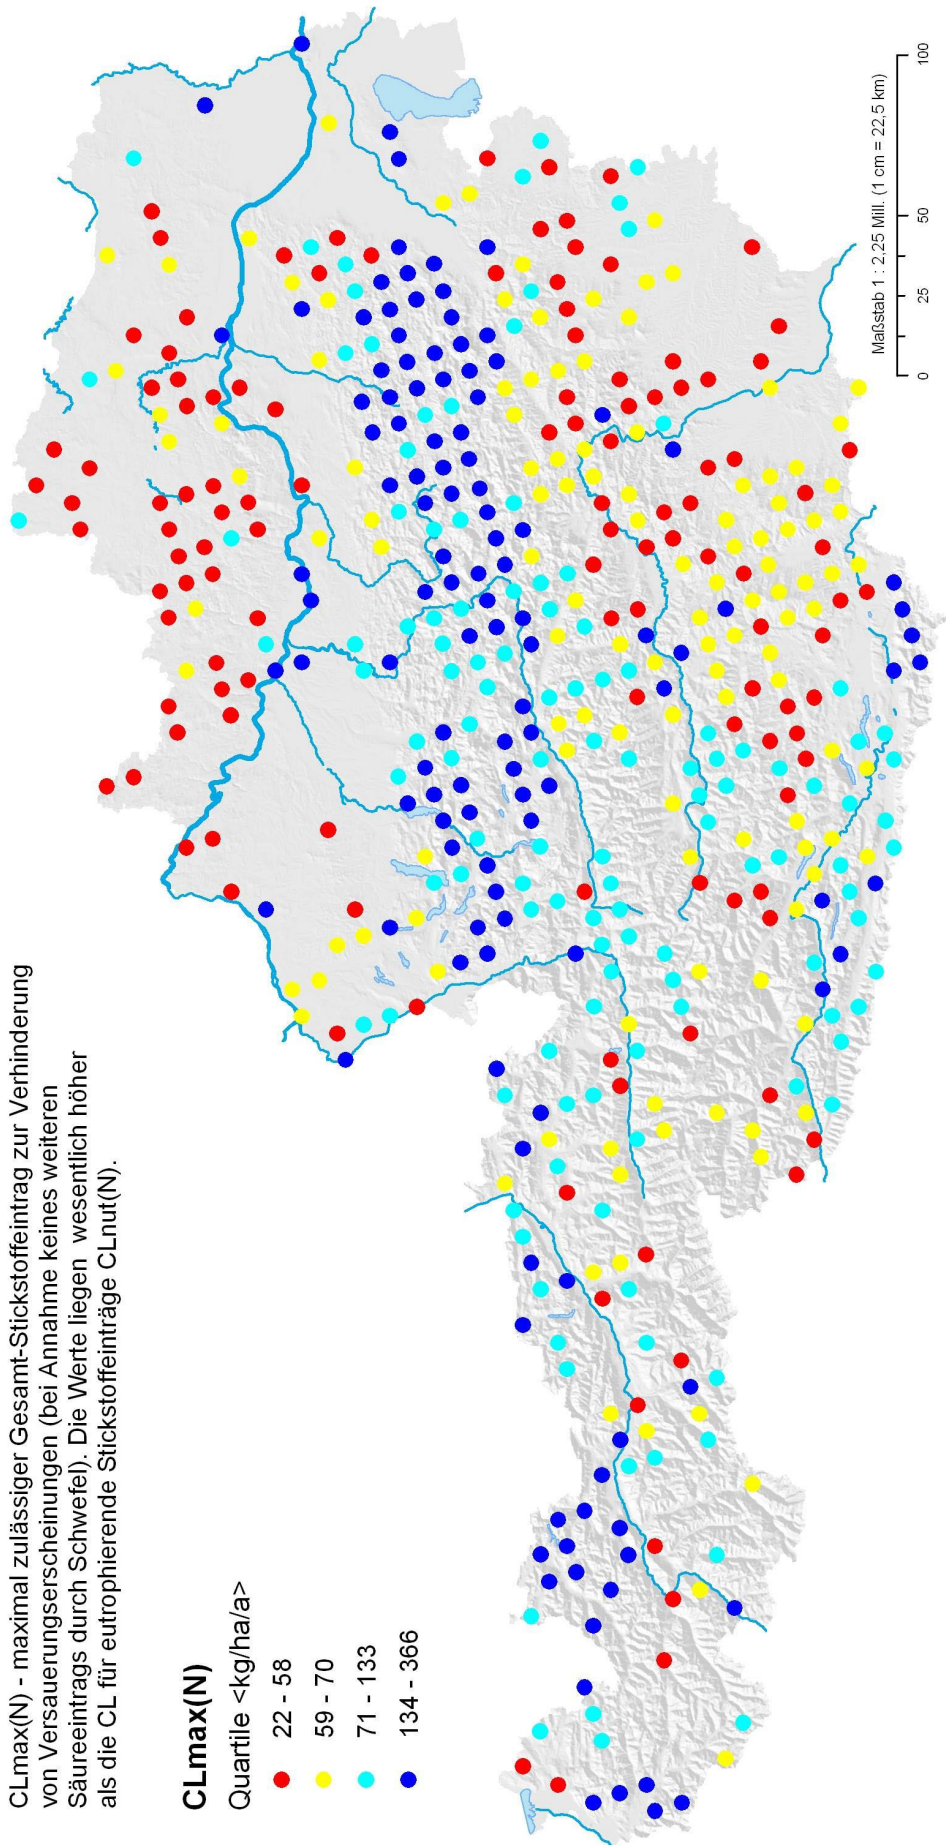 CLmax(N) - maximal zulässiger Gesamt-Stickstoffeintrag zur Verhinderung
von Versauerungserscheinungen (bei Annahme keines weiteren
Säureeintrags durch Schwefel). Die Werte liegen wesentlich höher
als die CL für eutrophierende Stickstoffeinträge CLnut(N).
CLmax(N)
Quartile <kg/ha/a>
22 - 58
59 - 70
71 - 133
134 - 366
Maßstab 1 : 2,25 Mill. (1 cm = 22,5 km)
0 25 50 100